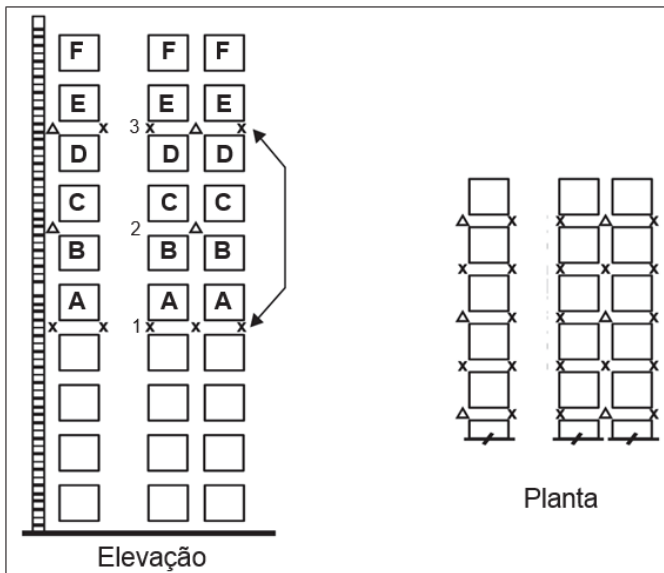 F F F
E E E
3
D D D
C C C
2
B B B
A A A
1
Elevação
Planta